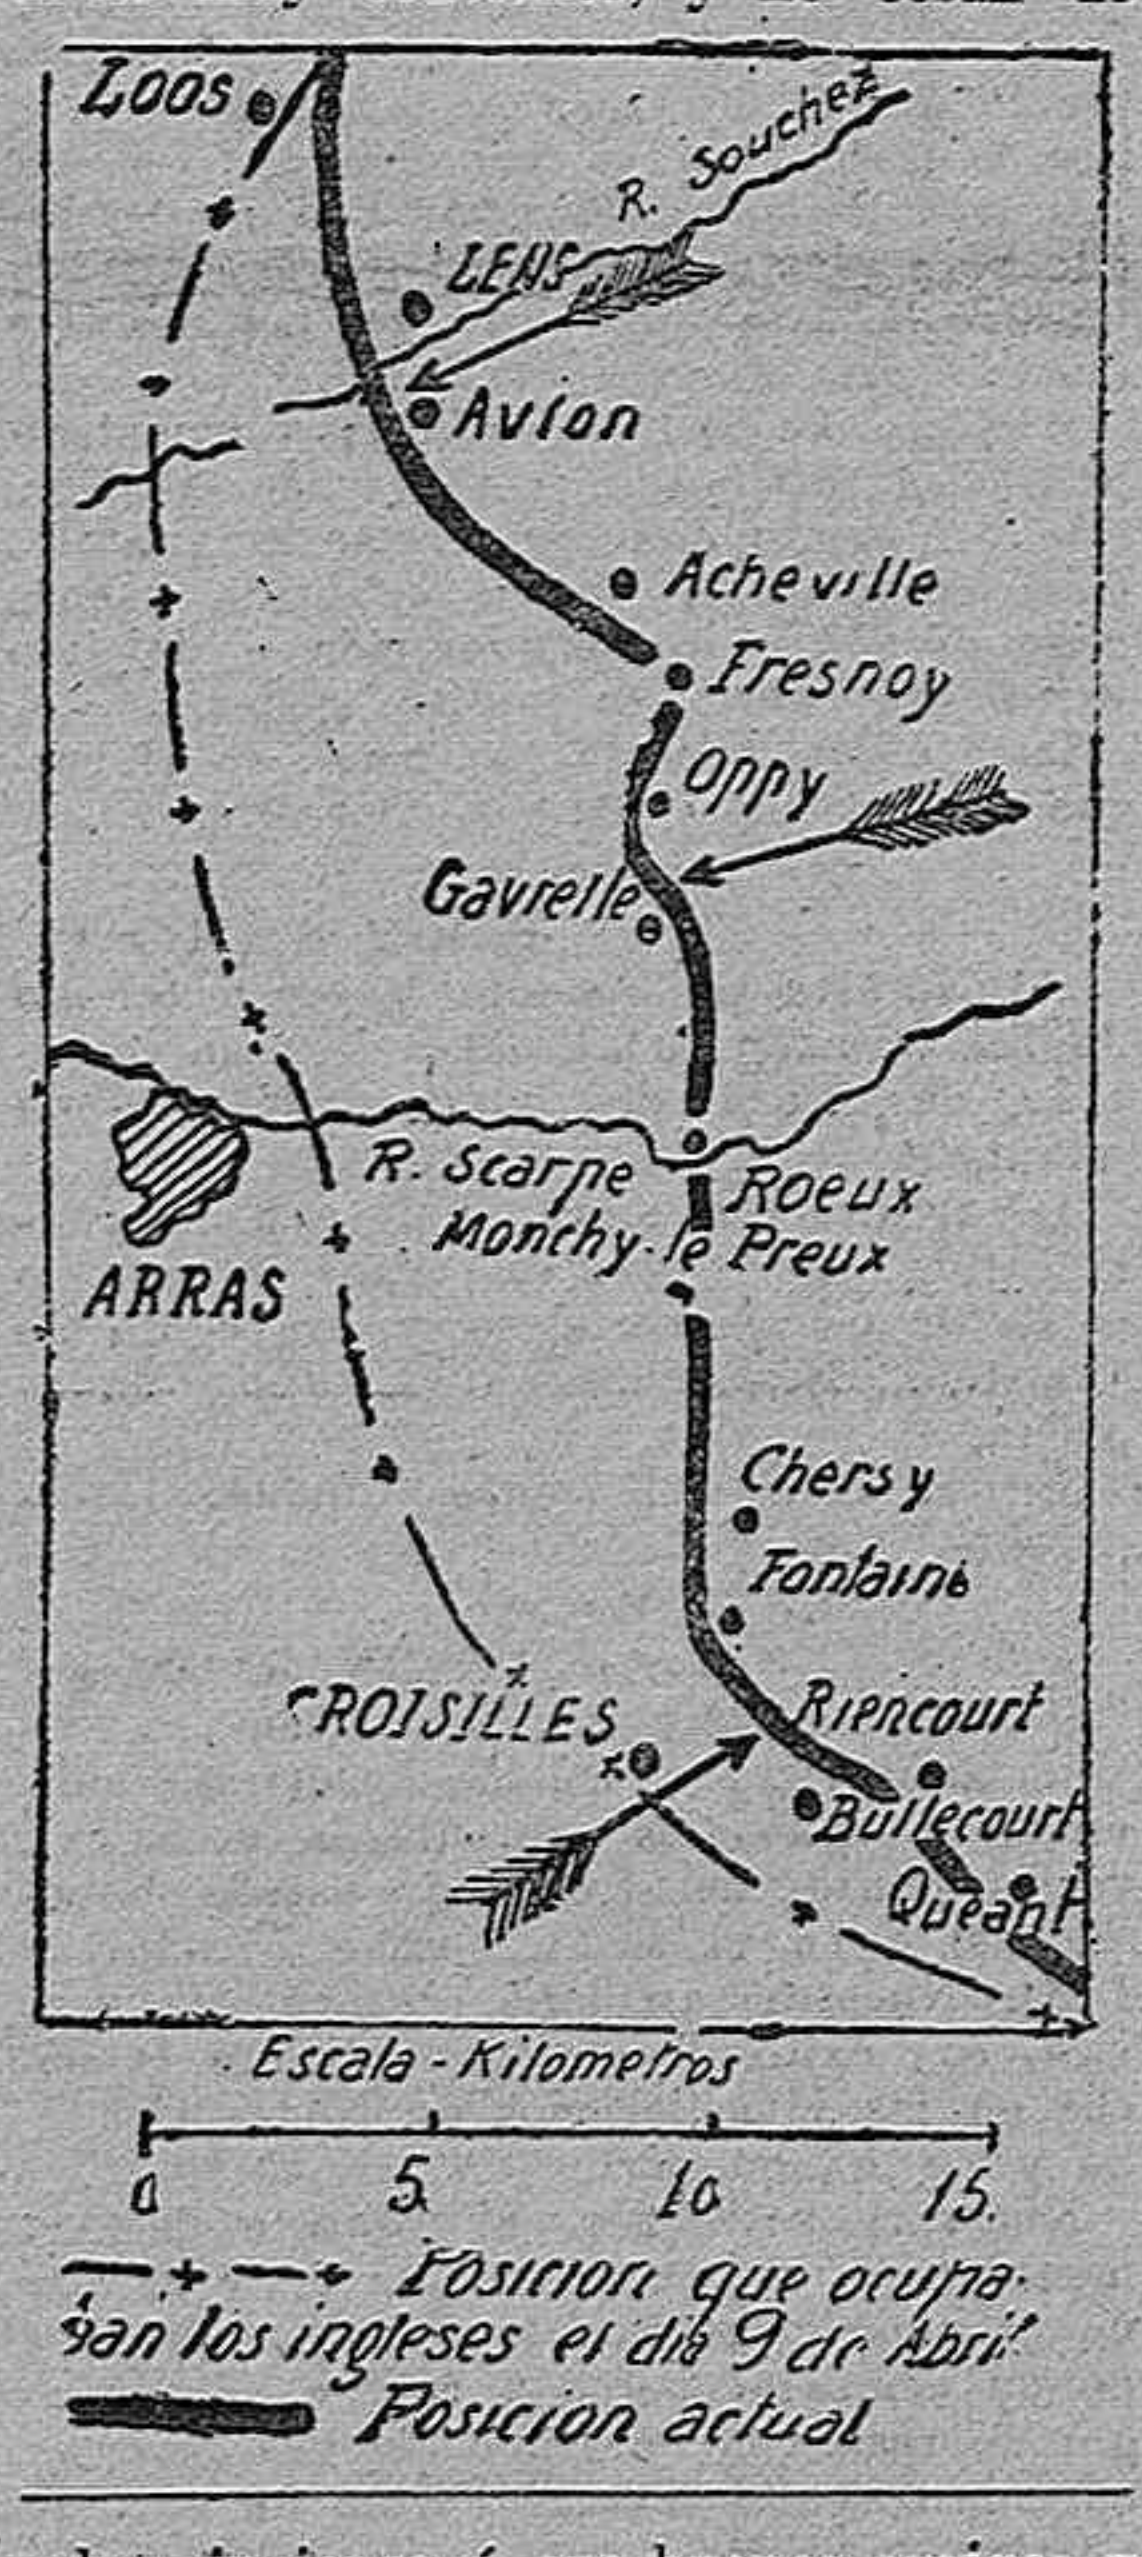 Loos
R. Souchez
LENS
Avion
Acheville
Fresnoy
Oppy
Gavrelle
R. Scarpe
Roeux
Monchy-le Preux
ARRAS
Chersy
Fontaine
CROISILLES
Riencourt
Bullecourt
Queant
Escala - Kilometros
0 5 10 15.
Posicion que ocupa-
ban los ingleses el dia 9 de Abril
Posicion actual